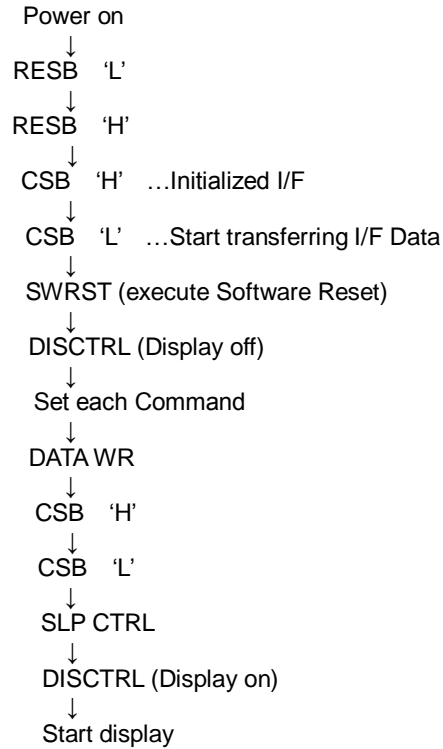 Power on
↓
RESB ‘L’
↓
RESB ‘H’
↓
CSB ‘H’ …Initialized I/F
↓
CSB ‘L’ …Start transferring I/F Data
↓
SWRST (execute Software Reset)
↓
DISCTRL (Display off)
↓
Set each Command
↓
DATA WR
↓
CSB ‘H’
↓
CSB ‘L’
↓
SLP CTRL
↓
DISCTRL (Display on)
↓
Start display